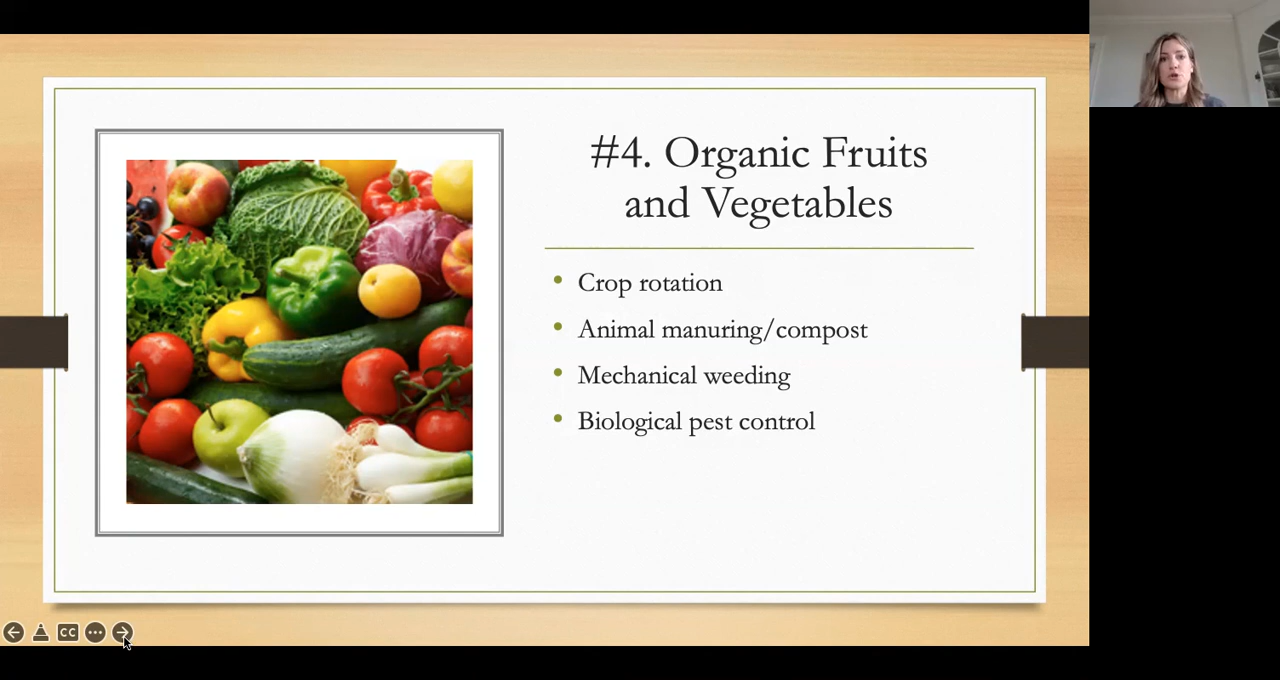 #4. Organic Fruits
and Vegetables
• Crop rotation
• Animal manuring/compost
• Mechanical weeding
• Biological pest control
CC